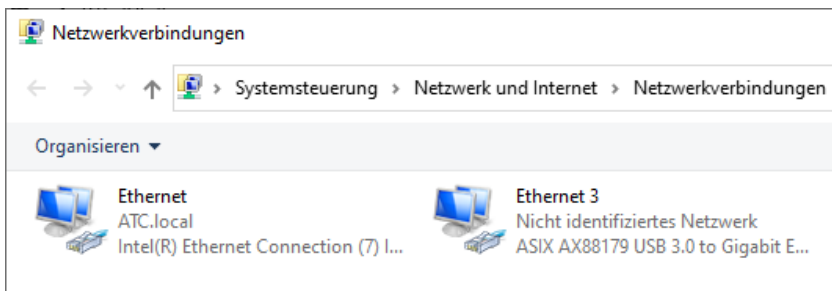 Netzwerkverbindungen
Systemsteuerung > Netzwerk und Internet > Netzwerkverbindungen
Organisieren
Ethernet
ATC.local
Intel(R) Ethernet Connection (7) I...
Ethernet 3
Nicht identifiziertes Netzwerk
ASIX AX88179 USB 3.0 to Gigabit E...